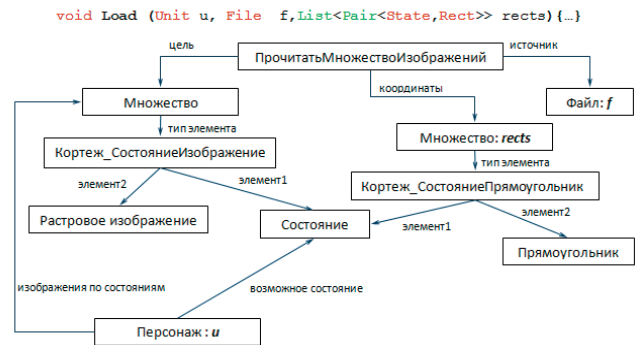 void Load (Unit u, File f,List<Pair<State,Rect>> rects){…}
цель
ПрочитатьМножествоИзображений
источник
Множество
координаты
Файл: f
тип элемента
Множество: rects
Кортеж_СостояниеИзображение
тип элемента
элемент2
элемент1
Кортеж_СостояниеПрямоугольник
Растровое изображение
Состояние
элемент1
элемент2
Прямоугольник
изображения по состояниям
возможное состояние
Персонаж : u